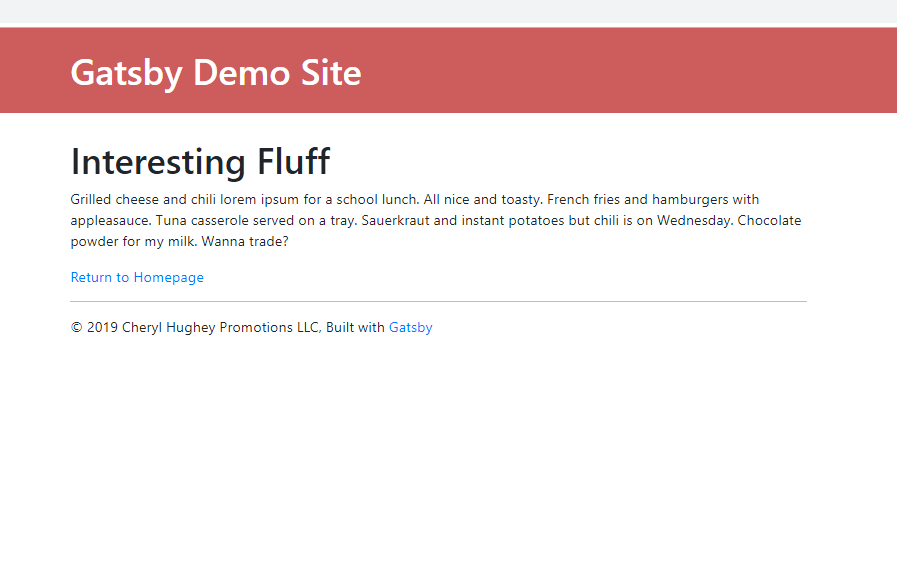 Gatsby Demo Site
Interesting Fluff
Grilled cheese and chili lorem ipsum for a school lunch. All nice and toasty. French fries and hamburgers with
appleasauce. Tuna casserole served on a tray. Sauerkraut and instant potatoes but chili is on Wednesday. Chocolate
powder for my milk. Wanna trade?
Return to Homepage
© 2019 Cheryl Hughey Promotions LLC, Built with Gatsby